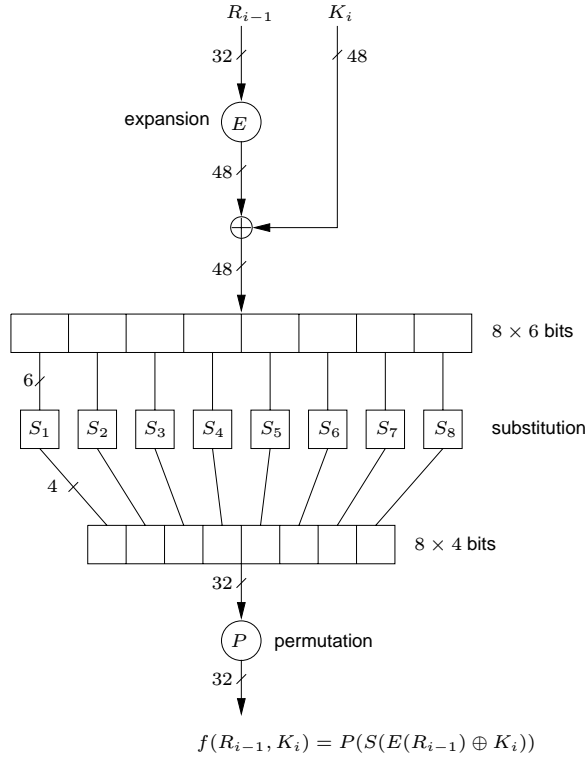 R_{i−1} K_i
32 48
expansion E
48
48
8 × 6 bits
6
S_1 S_2 S_3 S_4 S_5 S_6 S_7 S_8 substitution
4
8 × 4 bits
32
P permutation
32
f(R_{i−1}, K_i) = P(S(E(R_{i−1}) ⊕ K_i))